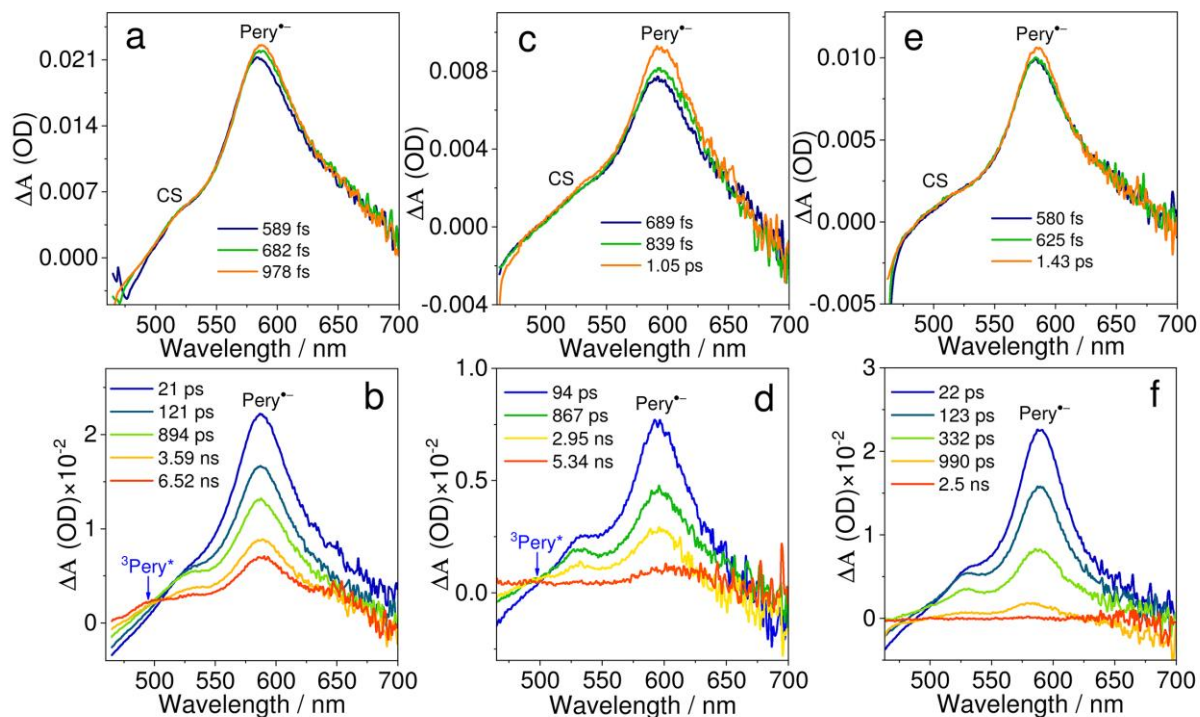 a
Pery•−
CS
589 fs
682 fs
978 fs
0.021
0.014
0.007
0.000
ΔA (OD)
500 550 600 650 700
Wavelength / nm
c
Pery•−
CS
689 fs
839 fs
1.05 ps
0.008
0.004
0.000
-0.004
ΔA (OD)
500 550 600 650 700
Wavelength / nm
e
Pery•−
CS
580 fs
625 fs
1.43 ps
0.010
0.005
0.000
-0.005
ΔA (OD)
500 550 600 650 700
Wavelength / nm
b
21 ps
121 ps
894 ps
3.59 ns
6.52 ns
Pery•−
³Pery*
2
1
0
ΔA (OD)×10⁻²
500 550 600 650 700
Wavelength / nm
d
94 ps
867 ps
2.95 ns
5.34 ns
Pery•−
³Pery*
1.0
0.5
0.0
ΔA (OD)×10⁻²
500 550 600 650 700
Wavelength / nm
f
22 ps
123 ps
332 ps
990 ps
2.5 ns
Pery•−
3
2
1
0
ΔA (OD)×10⁻²
500 550 600 650 700
Wavelength / nm